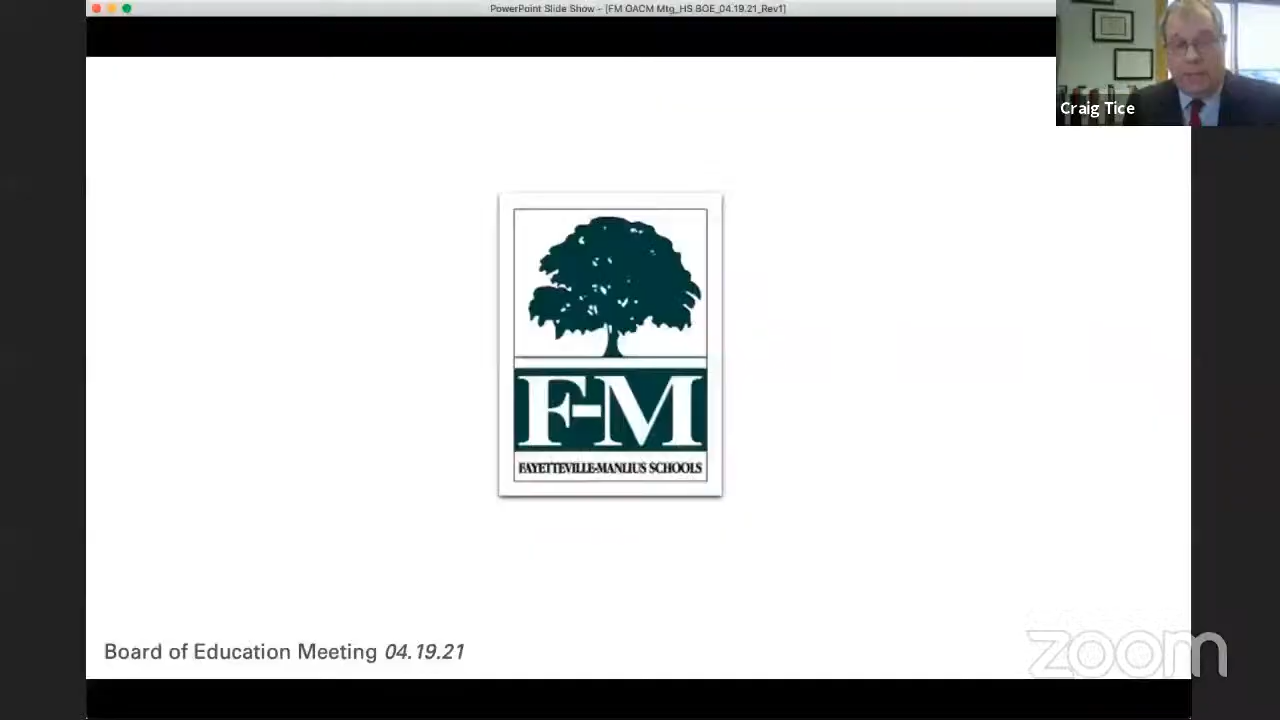 PowerPoint Slide Show - [FM OACM Mtg_HS BOE_04.19.21_Rev1]
Craig Tice
F-M
FAYETTEVILLE-MANLIUS SCHOOLS
Board of Education Meeting 04.19.21
zoom